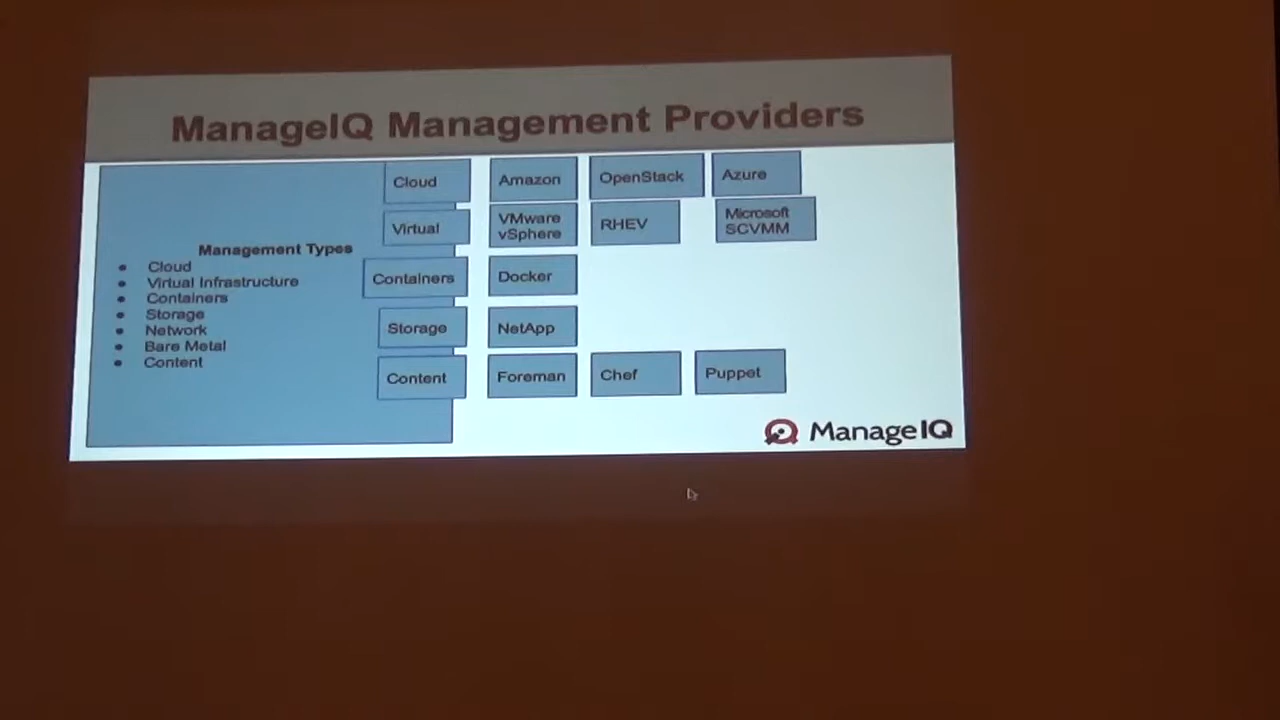 ManageIQ Management Providers
Management Types
• Cloud
• Virtual Infrastructure
• Containers
• Storage
• Network
• Bare Metal
• Content
Cloud
Amazon
OpenStack
Azure
Virtual
VMware
vSphere
RHEV
Microsoft
SCVMM
Containers
Docker
Storage
NetApp
Content
Foreman
Chef
Puppet
ManageIQ